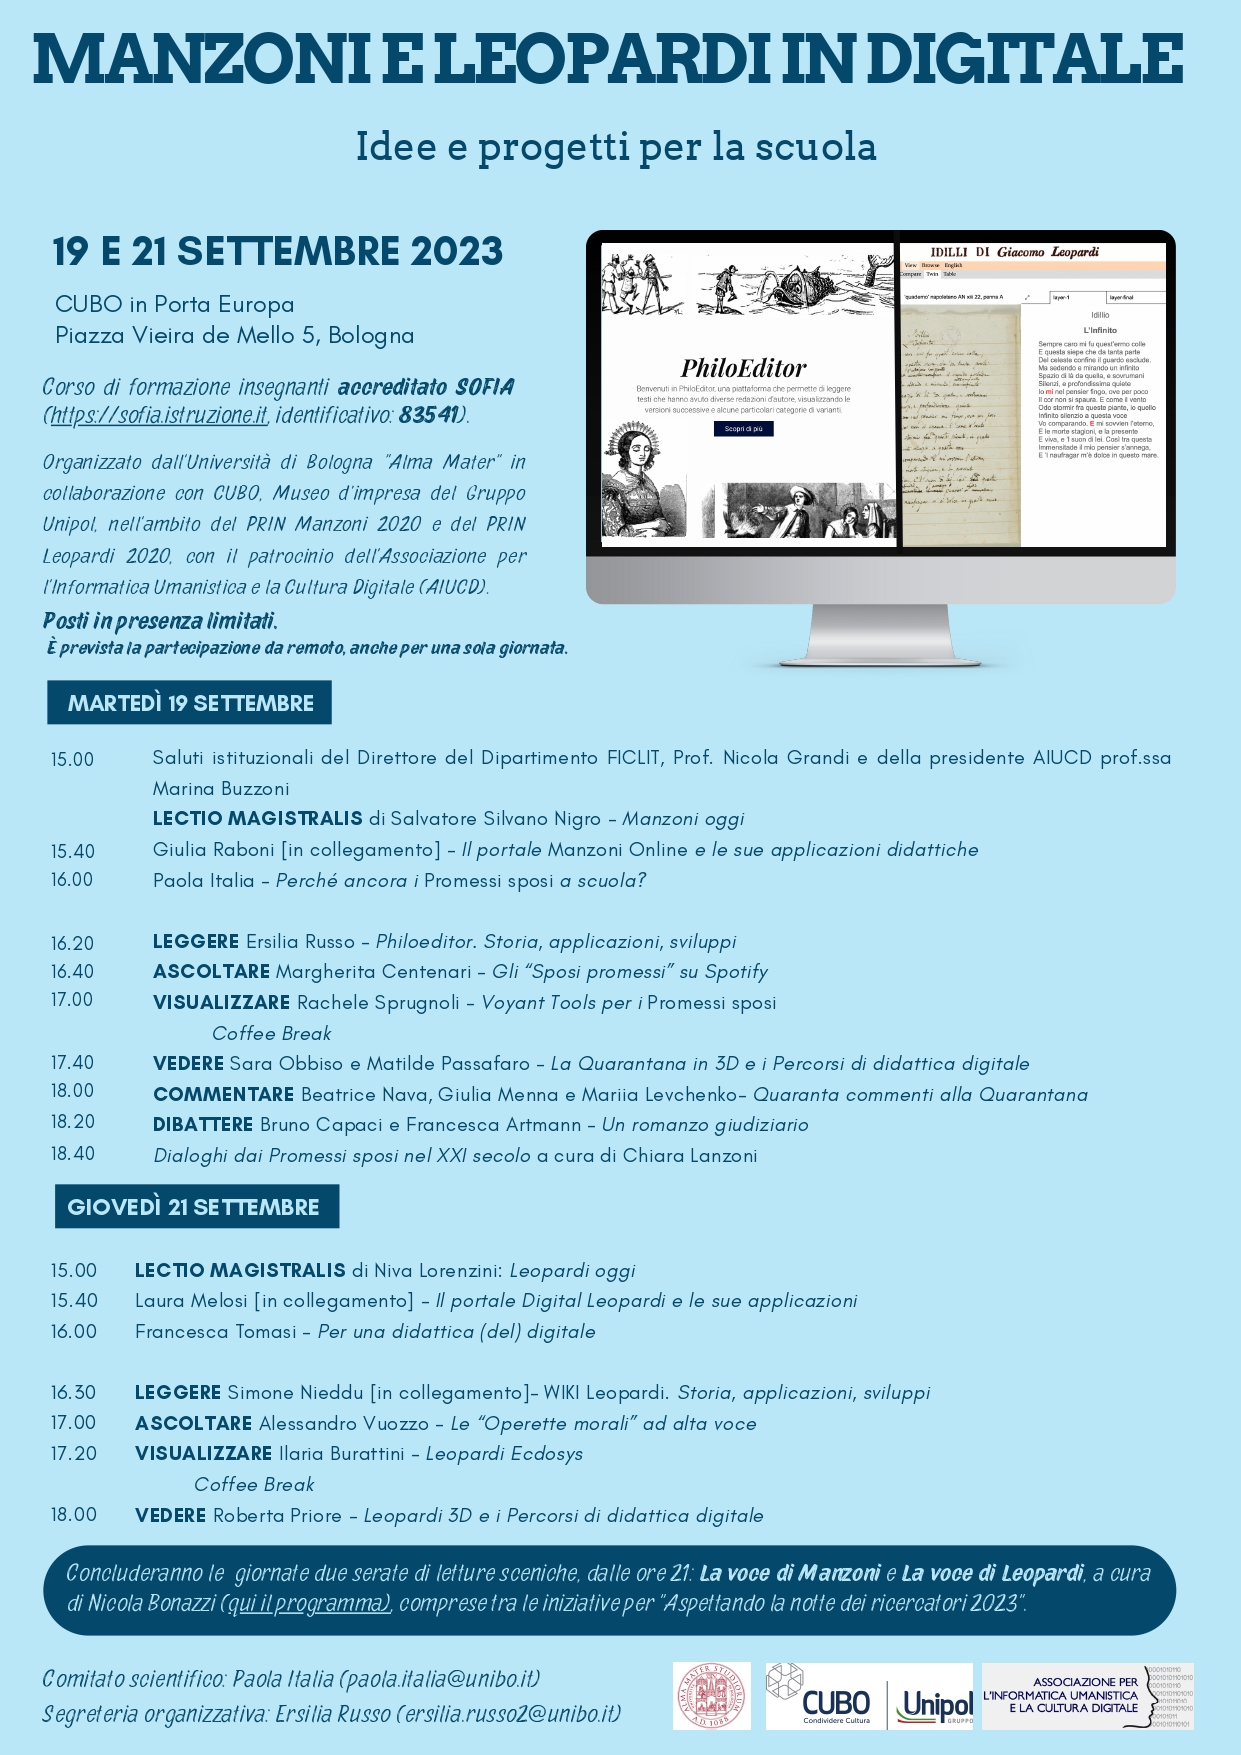 MANZONI E LEOPARDI IN DIGITALE
Idee e progetti per la scuola
19 E 21 SETTEMBRE 2023
CUBO in Porta Europa
Piazza Vieira de Mello 5, Bologna
Corso di formazione insegnanti accreditato SOFIA
(https://sofia.istruzione.it, identificativo: 83541).
Organizzato dall'Università di Bologna "Alma Mater" in
collaborazione con CUBO, Museo d'impresa del Gruppo
Unipol, nell'ambito del PRIN Manzoni 2020 e del PRIN
Leopardi 2020, con il patrocinio dell'Associazione per
l'Informatica Umanistica e la Cultura Digitale (AIUCD).
Posti in presenza limitati.
È prevista la partecipazione da remoto, anche per una sola giornata.
PhiloEditor
Benvenuti in PhiloEditor, una piattaforma che permette di leggere
testi che hanno avuto diverse redazioni d'autore, visualizzando le
versioni successive e alcune particolari categorie di varianti.
Scopri di più
IDILLI DI Giacomo Leopardi
View Browse English
Compare Twin Table
'quaderno' napoletano AN xiii 22, penna A
layer-1 layer-final
Idillio
L'Infinito
Sempre caro mi fu quest'ermo colle
E questa siepe che da tanta parte
Del celeste confine il guardo esclude.
Ma sedendo e mirando un infinito
Spazio di là da quella, e sovrumani
Silenzi, e profondissima quiete
Io mi nel pensier fingo, ove per poco
Il cor non si spaura. E come il vento
Odo stormir fra queste piante, io quello
Infinito silenzio a questa voce
Vo comparando. E mi sovvien l'eterno,
E le morte stagioni, e la presente
E viva, e 'l suon di lei. Così tra questa
Immensitade il mio pensier s'annega,
E 'l naufragar m'è dolce in questo mare.
MARTEDÌ 19 SETTEMBRE
15.00 Saluti istituzionali del Direttore del Dipartimento FICLIT, Prof. Nicola Grandi e della presidente AIUCD prof.ssa
Marina Buzzoni
LECTIO MAGISTRALIS di Salvatore Silvano Nigro - Manzoni oggi
15.40 Giulia Raboni [in collegamento] - Il portale Manzoni Online e le sue applicazioni didattiche
16.00 Paola Italia - Perché ancora i Promessi sposi a scuola?
16.20 LEGGERE Ersilia Russo - Philoeditor. Storia, applicazioni, sviluppi
16.40 ASCOLTARE Margherita Centenari - Gli “Sposi promessi” su Spotify
17.00 VISUALIZZARE Rachele Sprugnoli - Voyant Tools per i Promessi sposi
Coffee Break
17.40 VEDERE Sara Obbiso e Matilde Passafaro - La Quarantana in 3D e i Percorsi di didattica digitale
18.00 COMMENTARE Beatrice Nava, Giulia Menna e Mariia Levchenko- Quaranta commenti alla Quarantana
18.20 DIBATTERE Bruno Capaci e Francesca Artmann - Un romanzo giudiziario
18.40 Dialoghi dai Promessi sposi nel XXI secolo a cura di Chiara Lanzoni
GIOVEDÌ 21 SETTEMBRE
15.00 LECTIO MAGISTRALIS di Niva Lorenzini: Leopardi oggi
15.40 Laura Melosi [in collegamento] - Il portale Digital Leopardi e le sue applicazioni
16.00 Francesca Tomasi - Per una didattica (del) digitale
16.30 LEGGERE Simone Nieddu [in collegamento]- WIKI Leopardi. Storia, applicazioni, sviluppi
17.00 ASCOLTARE Alessandro Vuozzo - Le “Operette morali” ad alta voce
17.20 VISUALIZZARE Ilaria Burattini - Leopardi Ecdosys
Coffee Break
18.00 VEDERE Roberta Priore - Leopardi 3D e i Percorsi di didattica digitale
Concluderanno le giornate due serate di letture sceniche, dalle ore 21: La voce di Manzoni e La voce di Leopardi, a cura
di Nicola Bonazzi (qui il programma), comprese tra le iniziative per "Aspettando la notte dei ricercatori 2023".
Comitato scientifico: Paola Italia (paola.italia@unibo.it)
Segreteria organizzativa: Ersilia Russo (ersilia.russo2@unibo.it)
ALMA MATER STUDIORUM
A.D. 1088
CUBO
Condividere Cultura
Unipol
GRUPPO
ASSOCIAZIONE PER
L'INFORMATICA UMANISTICA
E LA CULTURA DIGITALE